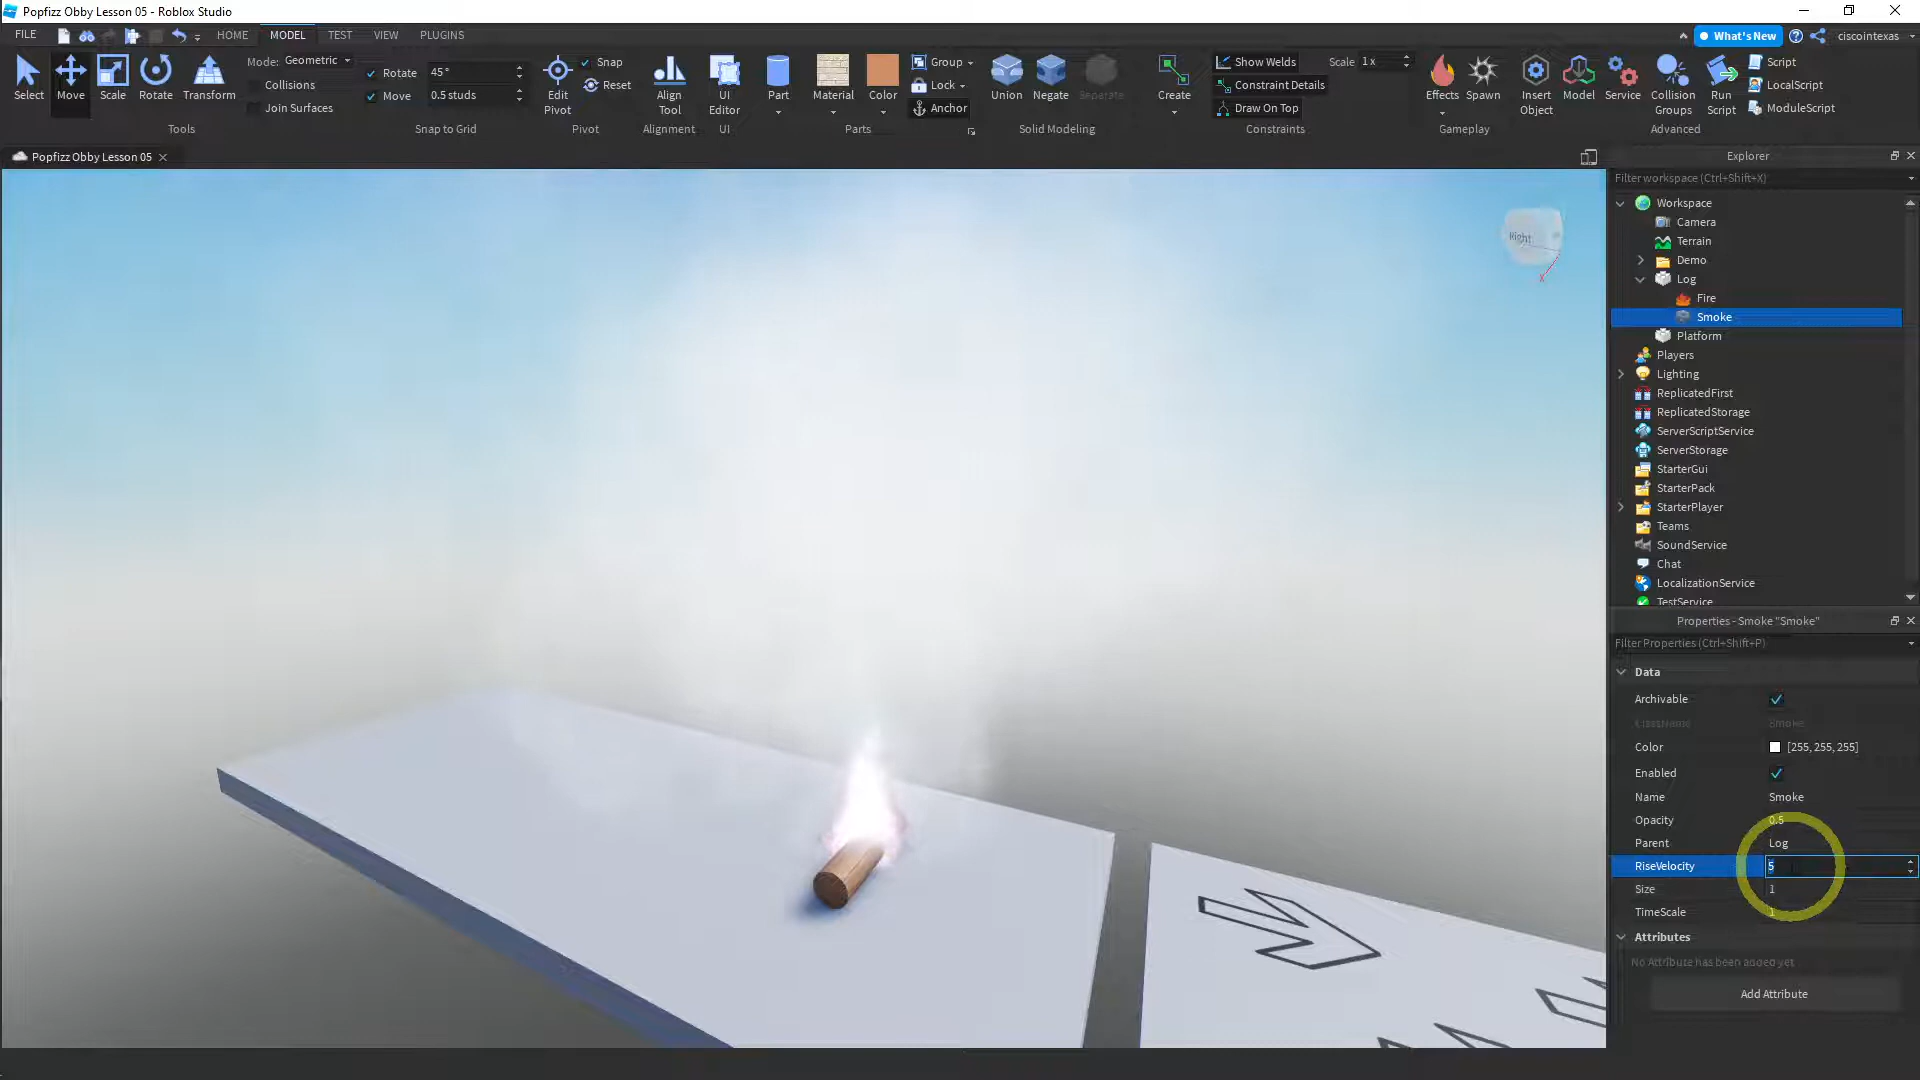 Popfizz Obby Lesson 05 - Roblox Studio
FILE HOME MODEL TEST VIEW PLUGINS What's New ciscointexas
Select Move Scale Rotate Transform
Mode: Geometric
Collisions
Join Surfaces
Tools
Rotate 45°
Move 0.5 studs
Snap to Grid
Edit Pivot
Snap
Reset
Pivot
Align Tool
Alignment
UI Editor
UI
Part Material Color
Group
Lock
Anchor
Parts
Union Negate Separate
Solid Modeling
Create
Show Welds
Constraint Details
Draw On Top
Scale 1x
Constraints
Effects Spawn
Gameplay
Insert Object Model Service Collision Groups Run Script
Script
LocalScript
ModuleScript
Advanced
Popfizz Obby Lesson 05
Right
X
Explorer
Filter workspace (Ctrl+Shift+X)
Workspace
Camera
Terrain
Demo
Log
Fire
Smoke
Platform
Players
Lighting
ReplicatedFirst
ReplicatedStorage
ServerScriptService
ServerStorage
StarterGui
StarterPack
StarterPlayer
Teams
SoundService
Chat
LocalizationService
TestService
Properties - Smoke "Smoke"
Filter Properties (Ctrl+Shift+P)
Data
Archivable
ClassName Smoke
Color [255, 255, 255]
Enabled
Name Smoke
Opacity 0.5
Parent Log
RiseVelocity 5
Size 1
TimeScale 1
Attributes
No Attribute has been added yet
Add Attribute